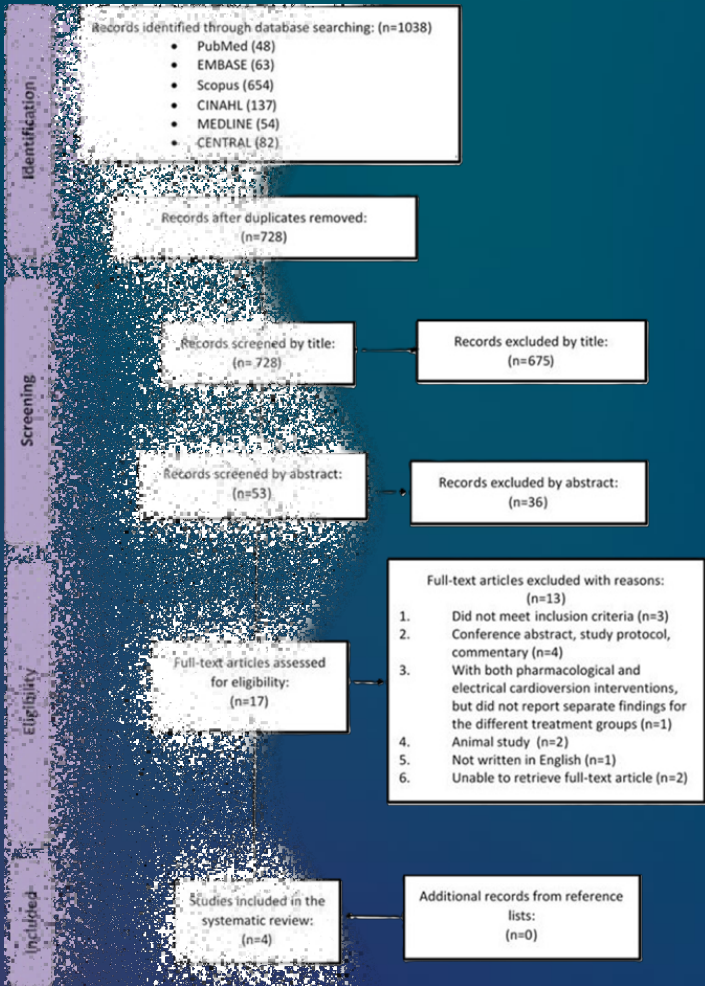 Identification
Records identified through database searching: (n=1038)
• PubMed (48)
• EMBASE (63)
• Scopus (654)
• CINAHL (137)
• MEDLINE (54)
• CENTRAL (82)
Records after duplicates removed:
(n=728)
Screening
Records screened by title:
(n= 728)
Records excluded by title:
(n=675)
Records screened by abstract:
(n=53)
Records excluded by abstract:
(n=36)
Eligibility
Full-text articles assessed
for eligibility:
(n=17)
Full-text articles excluded with reasons:
(n=13)
1. Did not meet inclusion criteria (n=3)
2. Conference abstract, study protocol,
commentary (n=4)
3. With both pharmacological and
electrical cardioversion interventions,
but did not report separate findings for
the different treatment groups (n=1)
4. Animal study (n=2)
5. Not written in English (n=1)
6. Unable to retrieve full-text article (n=2)
Included
Studies included in the
systematic review:
(n=4)
Additional records from reference
lists:
(n=0)